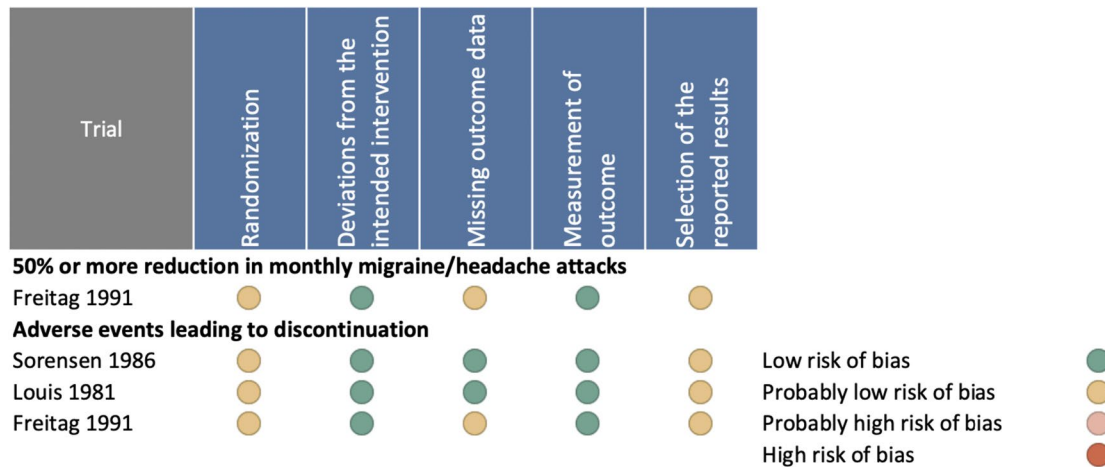 Trial
Randomization
Deviations from the
intended intervention
Missing outcome data
Measurement of
outcome
Selection of the
reported results
50% or more reduction in monthly migraine/headache attacks
Freitag 1991
Adverse events leading to discontinuation
Sorensen 1986
Louis 1981
Freitag 1991
Low risk of bias
Probably low risk of bias
Probably high risk of bias
High risk of bias